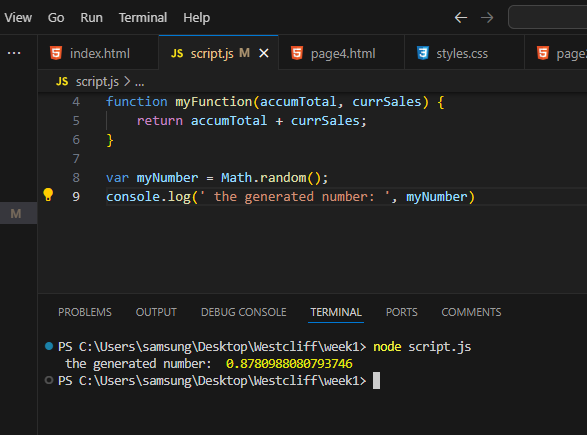 View Go Run Terminal Help
... index.html JS script.js M page4.html styles.css page
JS script.js > ...
4 function myFunction(accumTotal, currSales) {
5 return accumTotal + currSales;
6 }
7
8 var myNumber = Math.random();
M
9 console.log(' the generated number: ', myNumber)
PROBLEMS OUTPUT DEBUG CONSOLE TERMINAL PORTS COMMENTS
PS C:\Users\samsung\Desktop\Westcliff\week1> node script.js
the generated number: 0.8780988080793746
PS C:\Users\samsung\Desktop\Westcliff\week1>